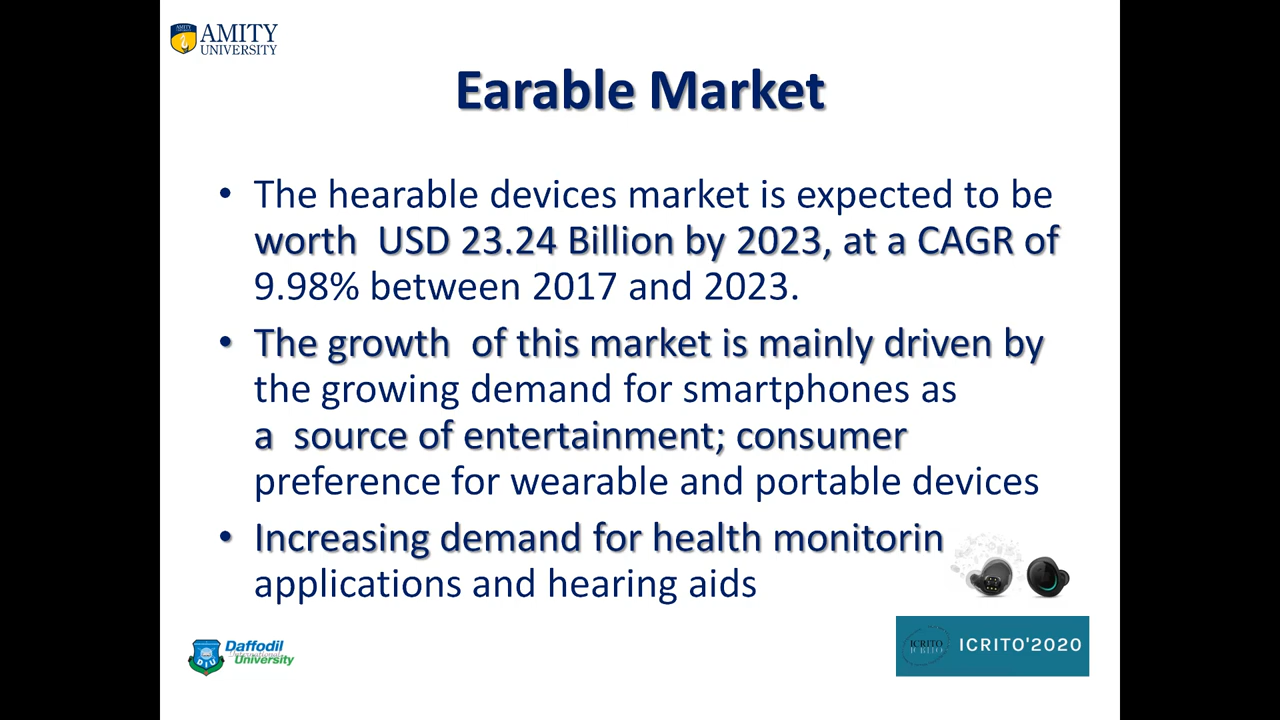 AMITY
UNIVERSITY
Earable Market
• The hearable devices market is expected to be
worth USD 23.24 Billion by 2023, at a CAGR of
9.98% between 2017 and 2023.
• The growth of this market is mainly driven by
the growing demand for smartphones as
a source of entertainment; consumer
preference for wearable and portable devices
• Increasing demand for health monitorin
applications and hearing aids
DIU
Daffodil
International
University
ICRITO
ICRITO'2020